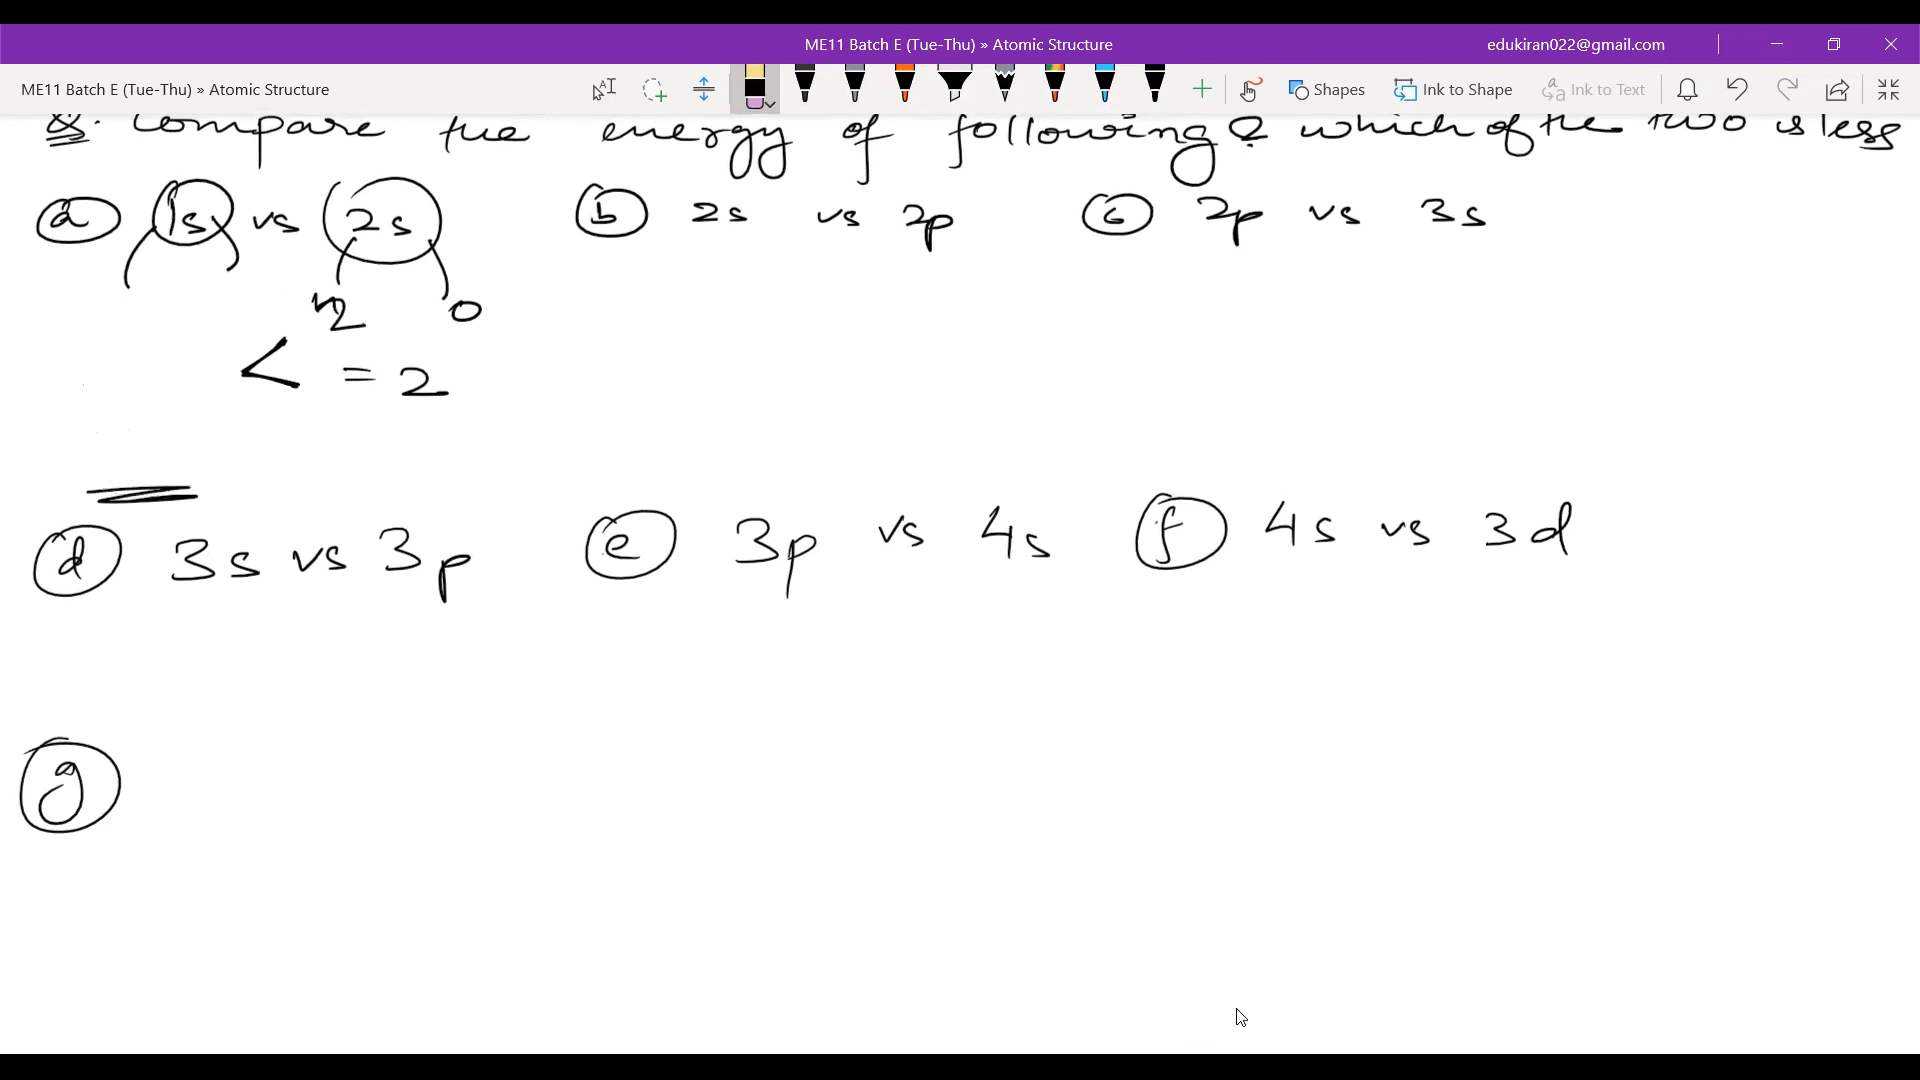 ME11 Batch E (Tue-Thu) » Atomic Structure
edukiran022@gmail.com
ME11 Batch E (Tue-Thu) » Atomic Structure
Shapes
Ink to Shape
Ink to Text
Q. Compare the energy of following & which of the two is less
a 1s vs 2s
b 2s vs 2p
c 2p vs 3s
2 0
< = 2
d 3s vs 3p
e 3p vs 4s
f 4s vs 3d
g